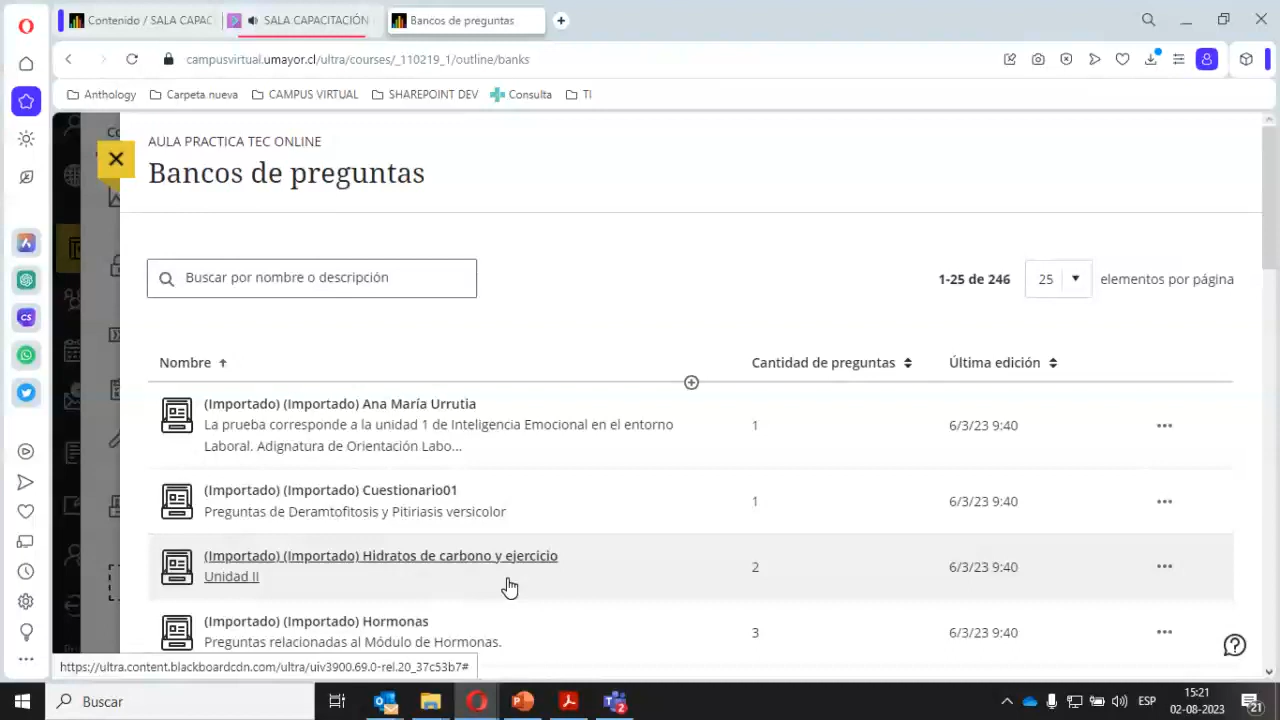 Contenido / SALA CAPAC
SALA CAPACITACIÓN
Bancos de preguntas
campusvirtual.umayor.cl/ultra/courses/_110219_1/outline/banks
Anthology
Carpeta nueva
CAMPUS VIRTUAL
SHAREPOINT DEV
Consulta
TI
AULA PRACTICA TEC ONLINE
Bancos de preguntas
Buscar por nombre o descripción
1-25 de 246
25
elementos por página
Nombre
Cantidad de preguntas
Última edición
(Importado) (Importado) Ana María Urrutia
La prueba corresponde a la unidad 1 de Inteligencia Emocional en el entorno
Laboral. Adignatura de Orientación Labo...
1
6/3/23 9:40
(Importado) (Importado) Cuestionario01
Preguntas de Deramtofitosis y Pitiriasis versicolor
1
6/3/23 9:40
(Importado) (Importado) Hidratos de carbono y ejercicio
Unidad II
2
6/3/23 9:40
(Importado) (Importado) Hormonas
Preguntas relacionadas al Módulo de Hormonas.
3
6/3/23 9:40
https://ultra.content.blackboardcdn.com/ultra/uiv3900.69.0-rel.20_37c53b7#
Buscar
ESP
15:21
02-08-2023
21